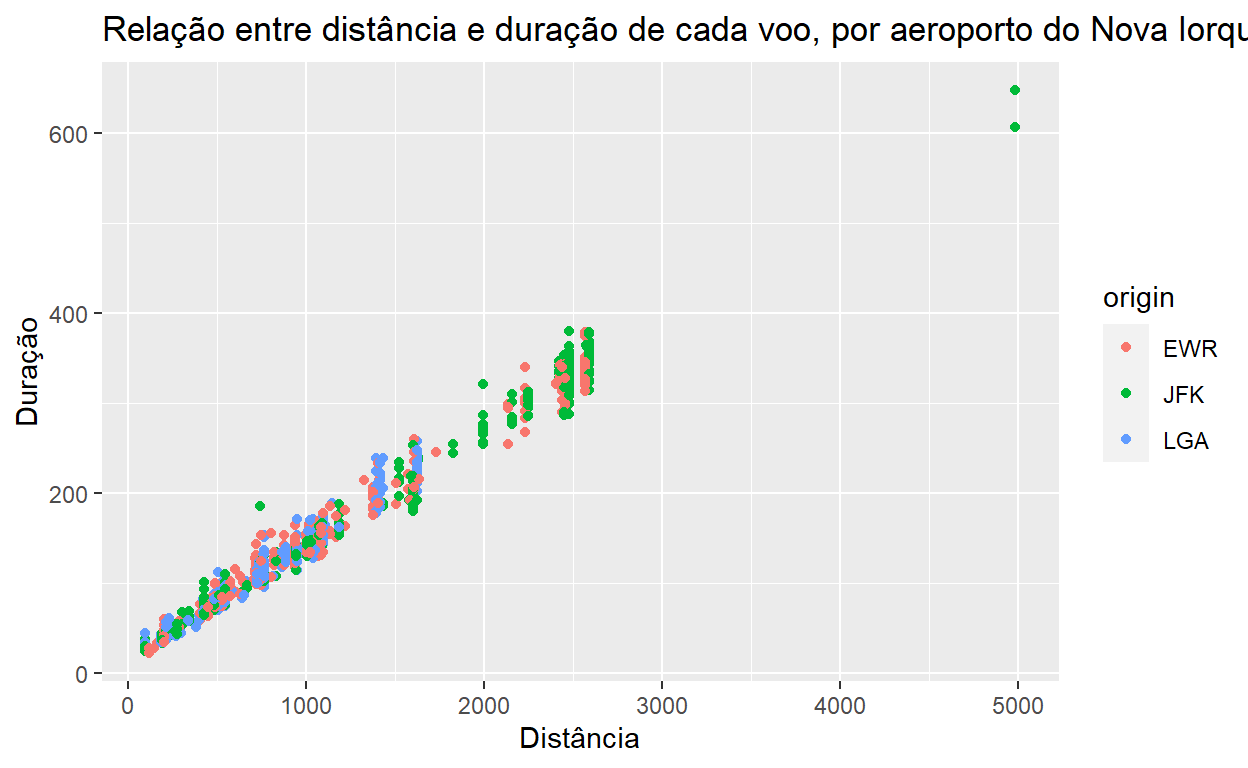 Relação entre distância e duração de cada voo, por aeroporto do Nova Iorqu
600
400
200
0
Duração
0 1000 2000 3000 4000 5000
Distância
origin
EWR
JFK
LGA